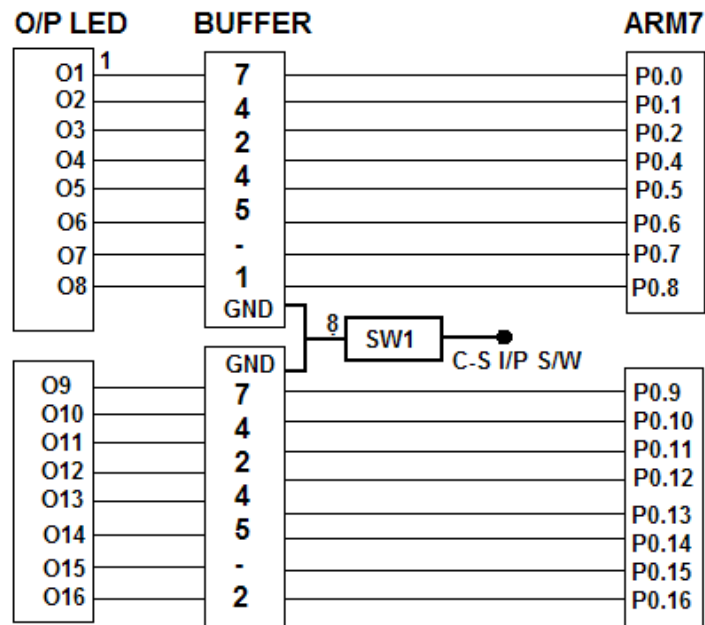 O/P LED BUFFER ARM7
1
O1 7 P0.0
O2 4 P0.1
O3 2 P0.2
O4 4 P0.4
O5 5 P0.5
O6 - P0.6
O7 1 P0.7
O8 P0.8
GND
8 SW1
C-S I/P S/W
GND
O9 7 P0.9
O10 4 P0.10
O11 2 P0.11
O12 4 P0.12
O13 5 P0.13
O14 - P0.14
O15 2 P0.15
O16 P0.16